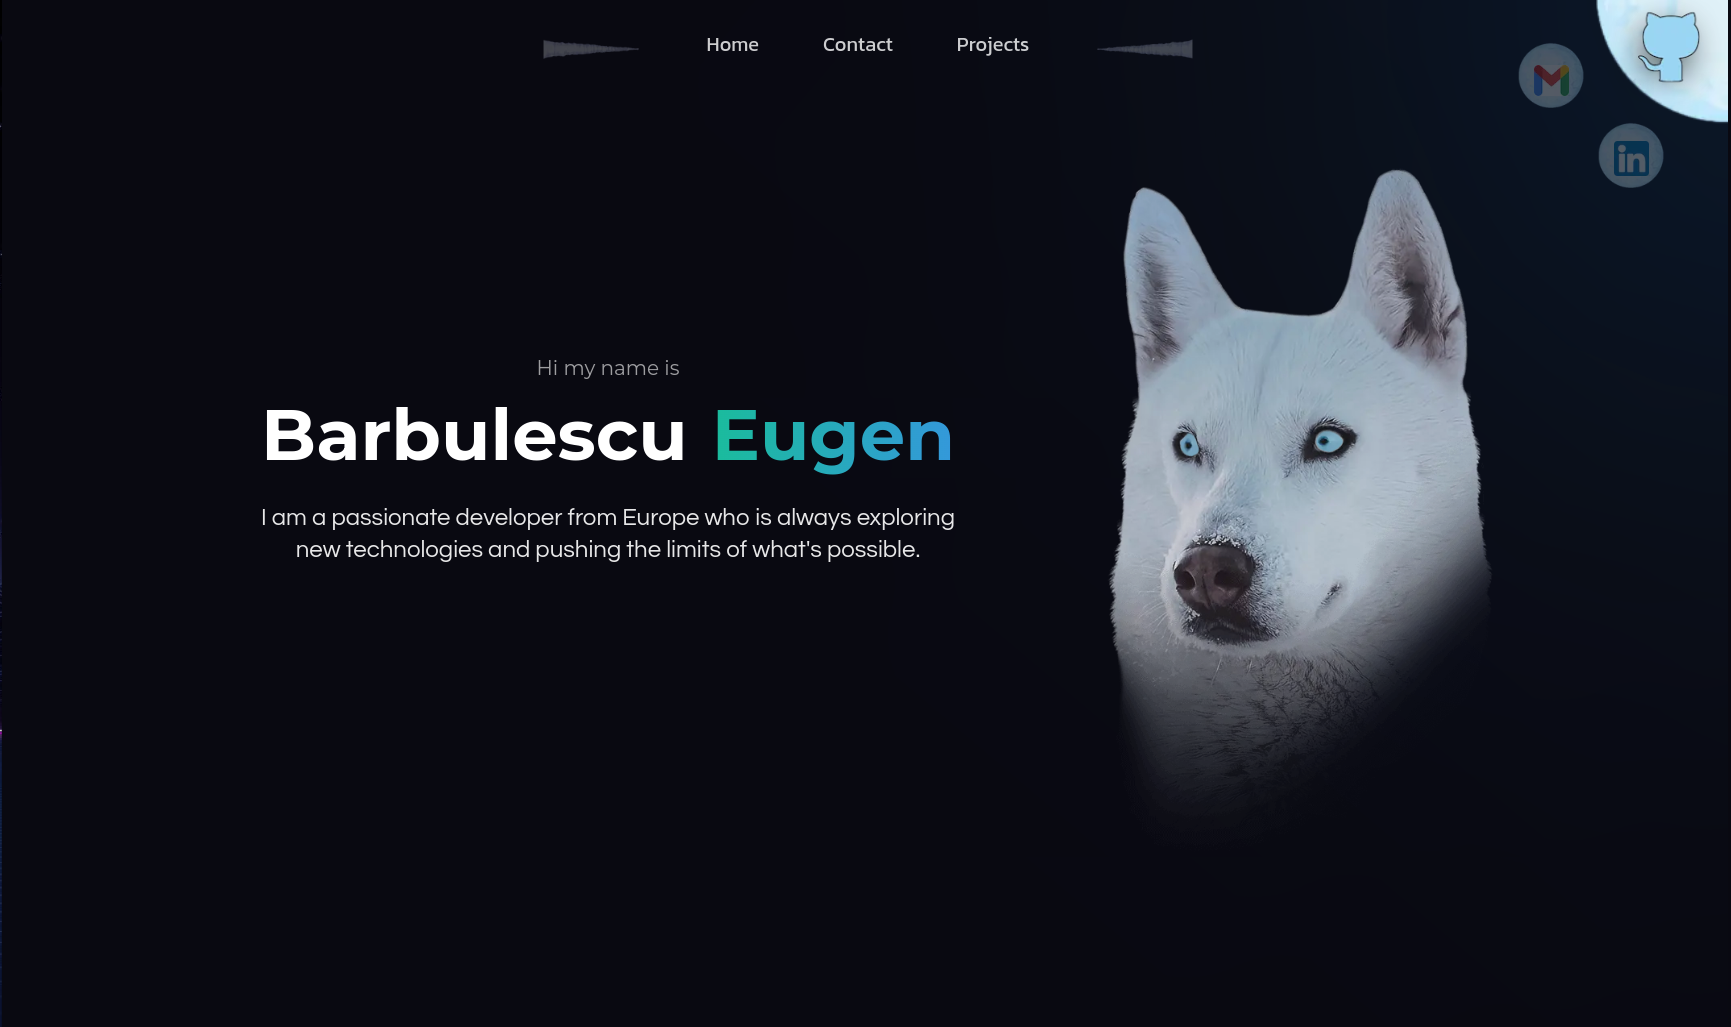 Home Contact Projects
Hi my name is
Barbulescu Eugen
I am a passionate developer from Europe who is always exploring
new technologies and pushing the limits of what's possible.
in